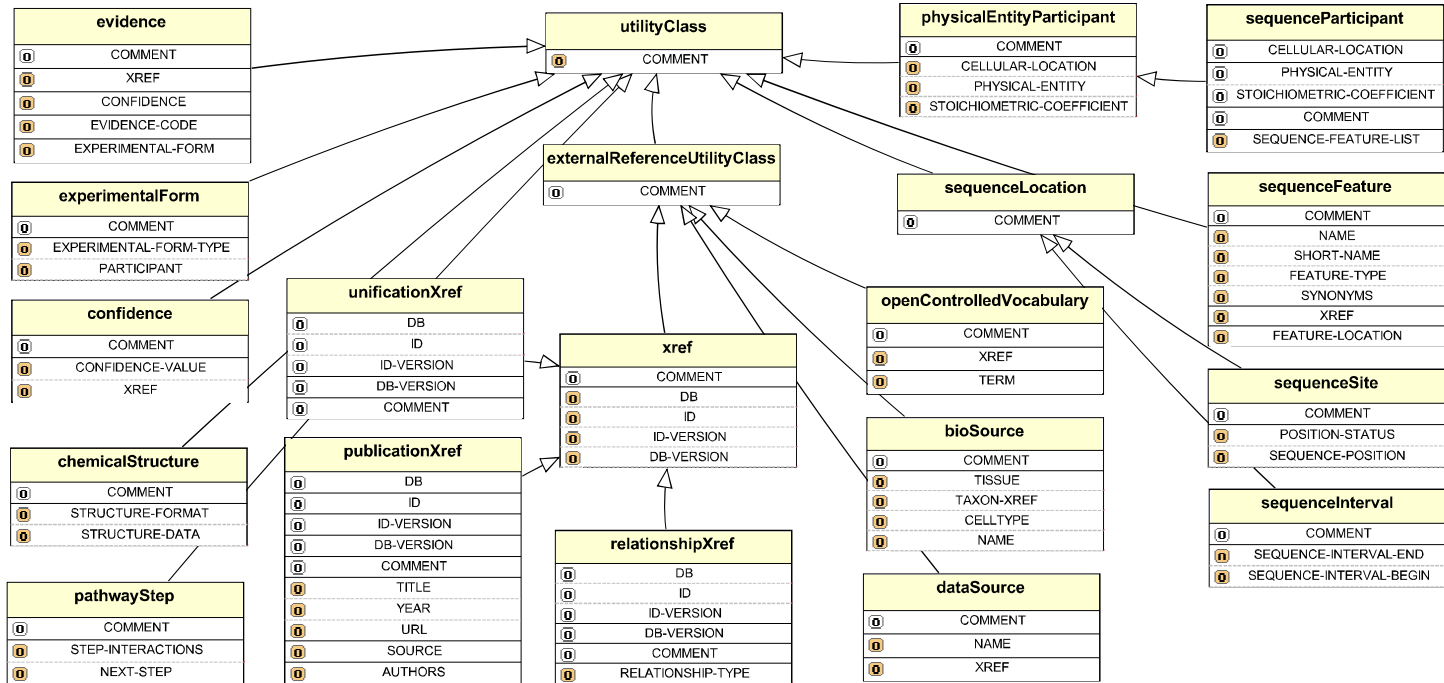 evidence
COMMENT
XREF
CONFIDENCE
EVIDENCE-CODE
EXPERIMENTAL-FORM
utilityClass
COMMENT
physicalEntityParticipant
COMMENT
CELLULAR-LOCATION
PHYSICAL-ENTITY
STOICHIOMETRIC-COEFFICIENT
sequenceParticipant
CELLULAR-LOCATION
PHYSICAL-ENTITY
STOICHIOMETRIC-COEFFICIENT
COMMENT
SEQUENCE-FEATURE-LIST
experimentalForm
COMMENT
EXPERIMENTAL-FORM-TYPE
PARTICIPANT
externalReferenceUtilityClass
COMMENT
sequenceLocation
COMMENT
sequenceFeature
COMMENT
NAME
SHORT-NAME
FEATURE-TYPE
SYNONYMS
XREF
FEATURE-LOCATION
confidence
COMMENT
CONFIDENCE-VALUE
XREF
unificationXref
DB
ID
ID-VERSION
DB-VERSION
COMMENT
xref
COMMENT
DB
ID
ID-VERSION
DB-VERSION
openControlledVocabulary
COMMENT
XREF
TERM
sequenceSite
COMMENT
POSITION-STATUS
SEQUENCE-POSITION
chemicalStructure
COMMENT
STRUCTURE-FORMAT
STRUCTURE-DATA
publicationXref
DB
ID
ID-VERSION
DB-VERSION
COMMENT
TITLE
YEAR
URL
SOURCE
AUTHORS
bioSource
COMMENT
TISSUE
TAXON-XREF
CELLTYPE
NAME
sequenceInterval
COMMENT
SEQUENCE-INTERVAL-END
SEQUENCE-INTERVAL-BEGIN
pathwayStep
COMMENT
STEP-INTERACTIONS
NEXT-STEP
relationshipXref
DB
ID
ID-VERSION
DB-VERSION
COMMENT
RELATIONSHIP-TYPE
dataSource
COMMENT
NAME
XREF